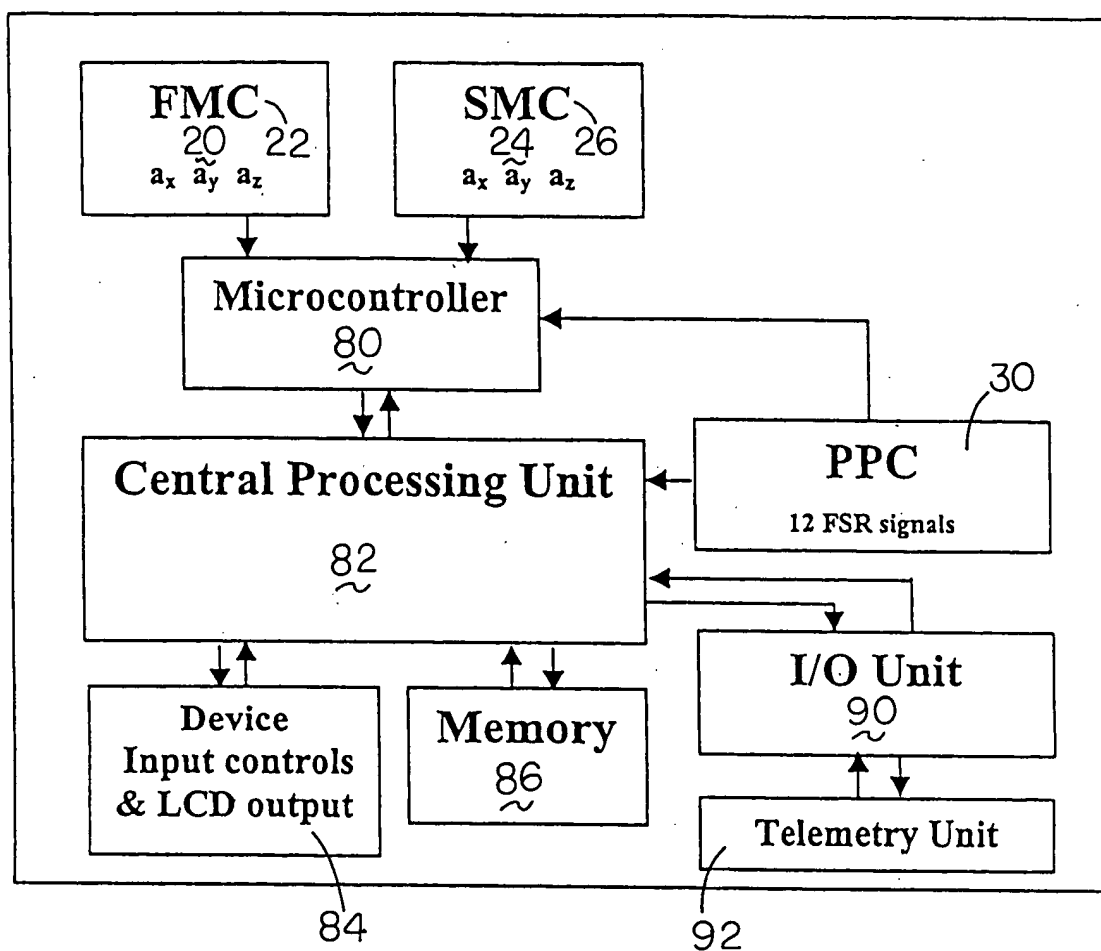 FMC 22
20
ax ay az
SMC 26
24
ax ay az
Microcontroller
80
30
PPC
12 FSR signals
Central Processing Unit
82
I/O Unit
90
Device
Input controls
& LCD output
Memory
86
Telemetry Unit
84
92